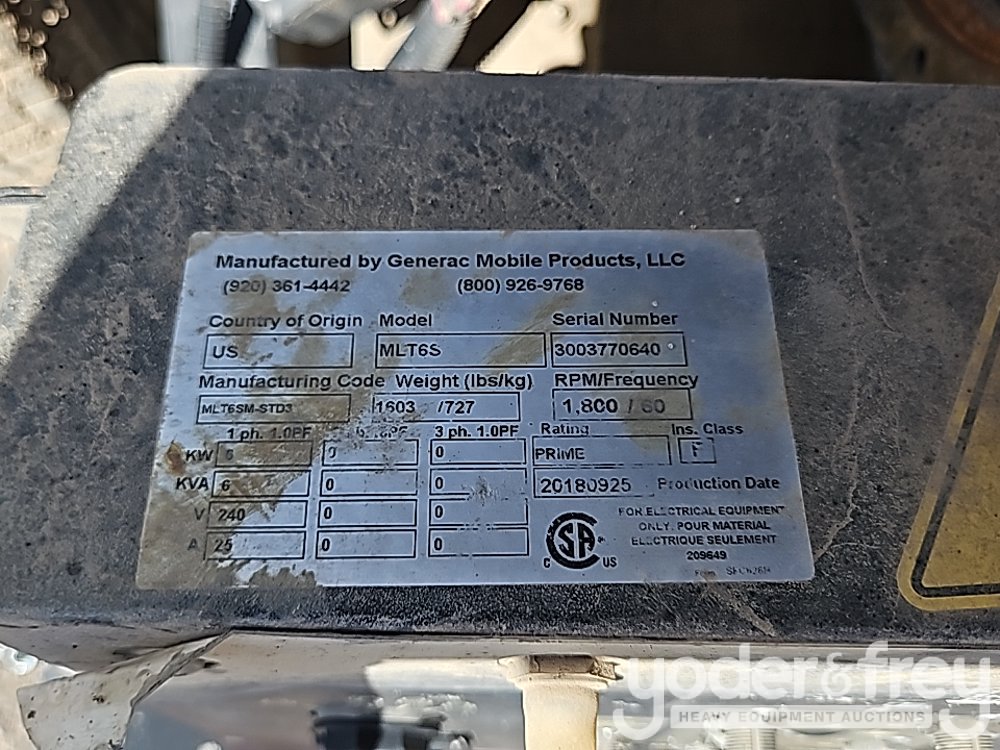 Manufactured by Generac Mobile Products, LLC
(920) 361-4442 (800) 926-9768
Country of Origin Model Serial Number
US MLT6S 3003770640
Manufacturing Code Weight (lbs/kg) RPM/Frequency
MLT6SM-STD3 1603 /727 1,800 / 60
1 ph. 1.0PF 3 ph. 1.0PF Rating Ins. Class
KW 6 0 0 PRIME F
KVA 6 0 0 20180925 Production Date
V 240 0 0
A 25 0 0
CSA
C US
FOR ELECTRICAL EQUIPMENT
ONLY. POUR MATERIAL
ELECTRIQUE SEULEMENT
209649
yoder&frey
HEAVY EQUIPMENT AUCTIONS